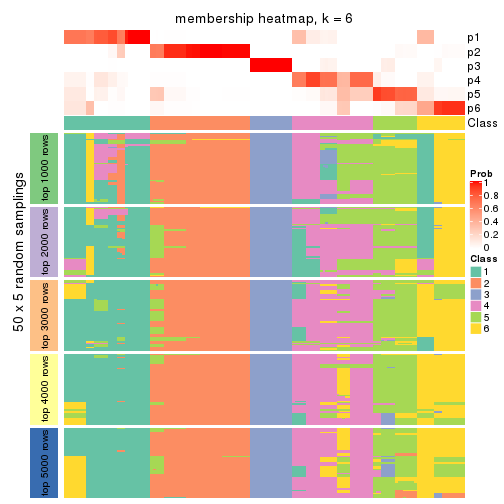 membership heatmap, k = 6
p1
p2
p3
p4
p5
p6
Class
50 x 5 random samplings
top 1000 rows
top 2000 rows
top 3000 rows
top 4000 rows
top 5000 rows
Prob
1
0.8
0.6
0.4
0.2
0
Class
1
2
3
4
5
6